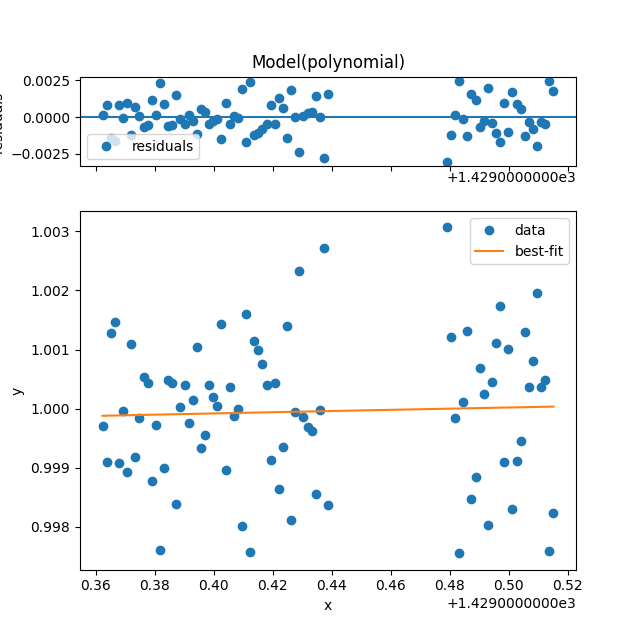 Model(polynomial)
0.0025
0.0000
−0.0025
residuals
+1.4290000000e3
1.003
1.002
1.001
1.000
0.999
0.998
y
data
best-fit
0.36 0.38 0.40 0.42 0.44 0.46 0.48 0.50 0.52
x
+1.4290000000e3